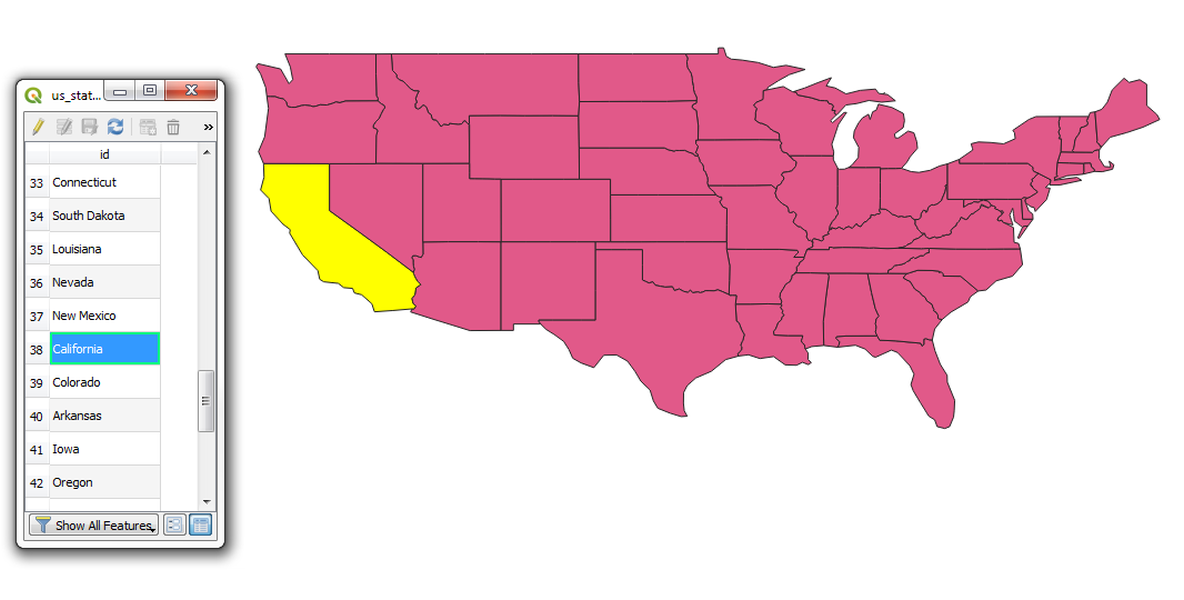 us_stat...
»
id
33 Connecticut
34 South Dakota
35 Louisiana
36 Nevada
37 New Mexico
38 California
39 Colorado
40 Arkansas
41 Iowa
42 Oregon
Show All Features